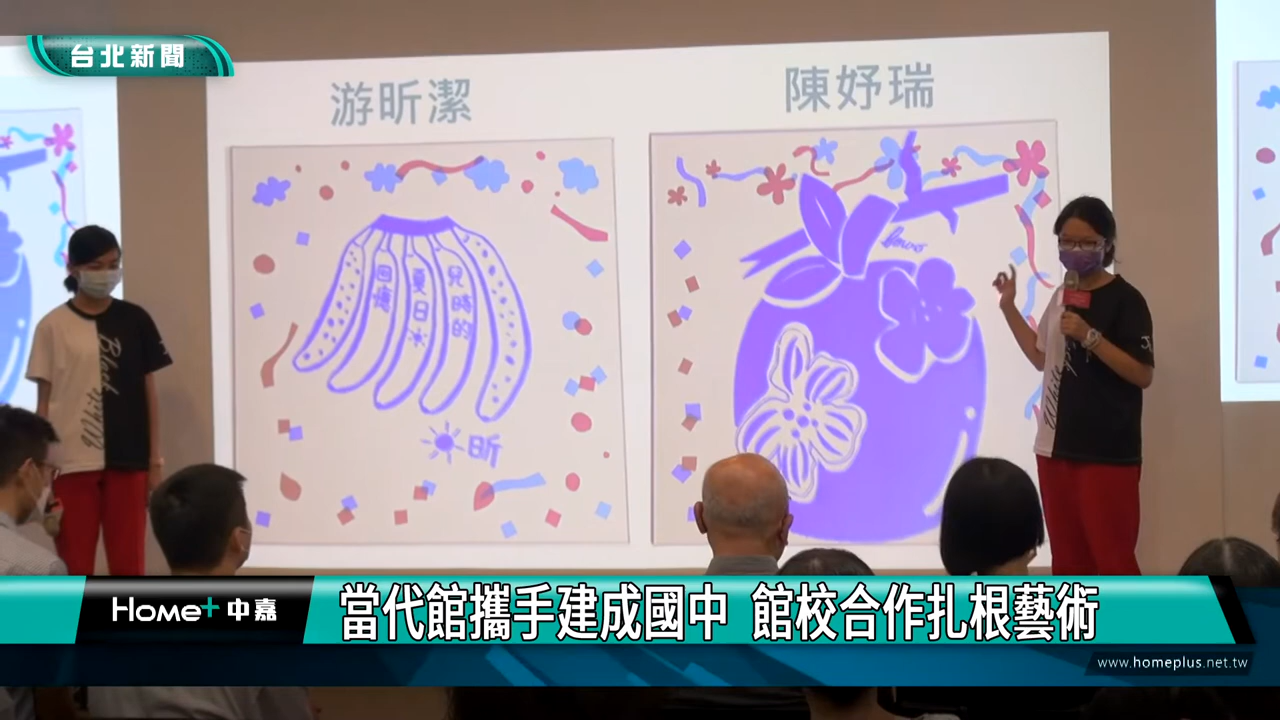 台北新聞
游昕潔
陳妤瑞
兒時的
夏日
回憶
昕
Black
White
Home+ 中嘉
當代館攜手建成國中 館校合作扎根藝術
www.homeplus.net.tw